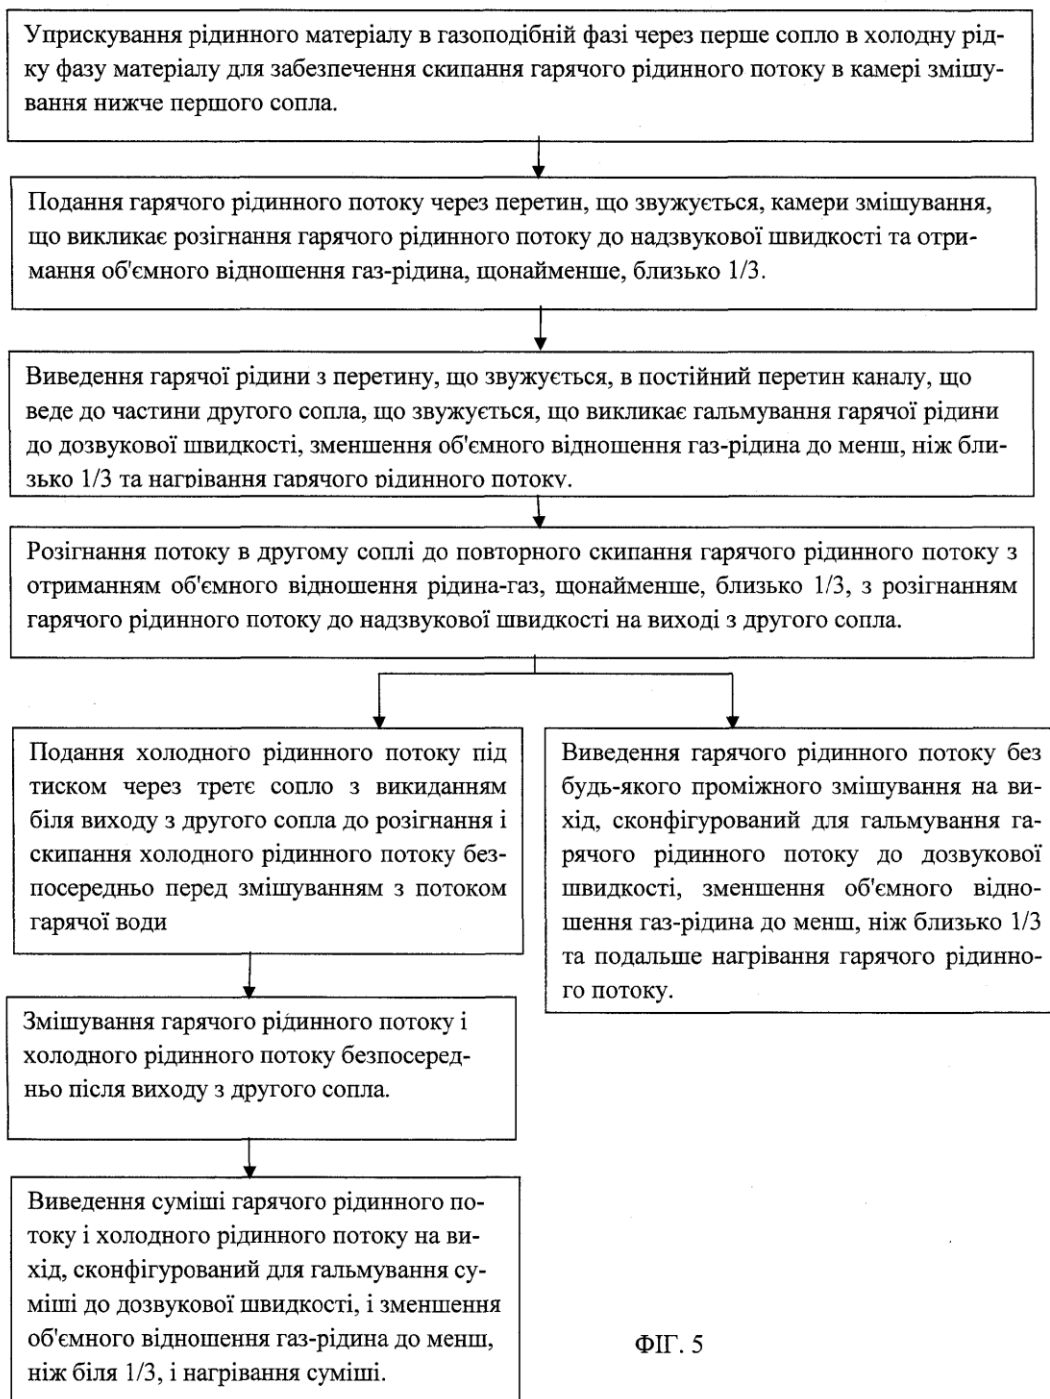 Уприскування рідинного матеріалу в газоподібній фазі через перше сопло в холодну рід-
ку фазу матеріалу для забезпечення скипання гарячого рідинного потоку в камері змішу-
вання нижче першого сопла.
Подання гарячого рідинного потоку через перетин, що звужується, камери змішування,
що викликає розігнання гарячого рідинного потоку до надзвукової швидкості та отри-
мання об'ємного відношення газ-рідина, щонайменше, близько 1/3.
Виведення гарячої рідини з перетину, що звужується, в постійний перетин каналу, що
веде до частини другого сопла, що звужується, що викликає гальмування гарячої рідини
до дозвукової швидкості, зменшення об'ємного відношення газ-рідина до менш, ніж бли-
зько 1/3 та нагрівання гарячого рідинного потоку.
Розігнання потоку в другому соплі до повторного скипання гарячого рідинного потоку з
отриманням об'ємного відношення рідина-газ, щонайменше, близько 1/3, з розігнанням
гарячого рідинного потоку до надзвукової швидкості на виході з другого сопла.
Подання холодного рідинного потоку під
тиском через третє сопло з викиданням
біля виходу з другого сопла до розігнання і
скипання холодного рідинного потоку без-
посередньо перед змішуванням з потоком
гарячої води
Виведення гарячого рідинного потоку без
будь-якого проміжного змішування на ви-
хід, сконфігурований для гальмування га-
рячого рідинного потоку до дозвукової
швидкості, зменшення об'ємного відно-
шення газ-рідина до менш, ніж близько 1/3
та подальше нагрівання гарячого рідинно-
го потоку.
Змішування гарячого рідинного потоку і
холодного рідинного потоку безпосеред-
ньо після виходу з другого сопла.
Виведення суміші гарячого рідинного по-
току і холодного рідинного потоку на ви-
хід, сконфігурований для гальмування су-
міші до дозвукової швидкості, і зменшення
об'ємного відношення газ-рідина до менш,
ніж біля 1/3, і нагрівання суміші.
ФІГ. 5